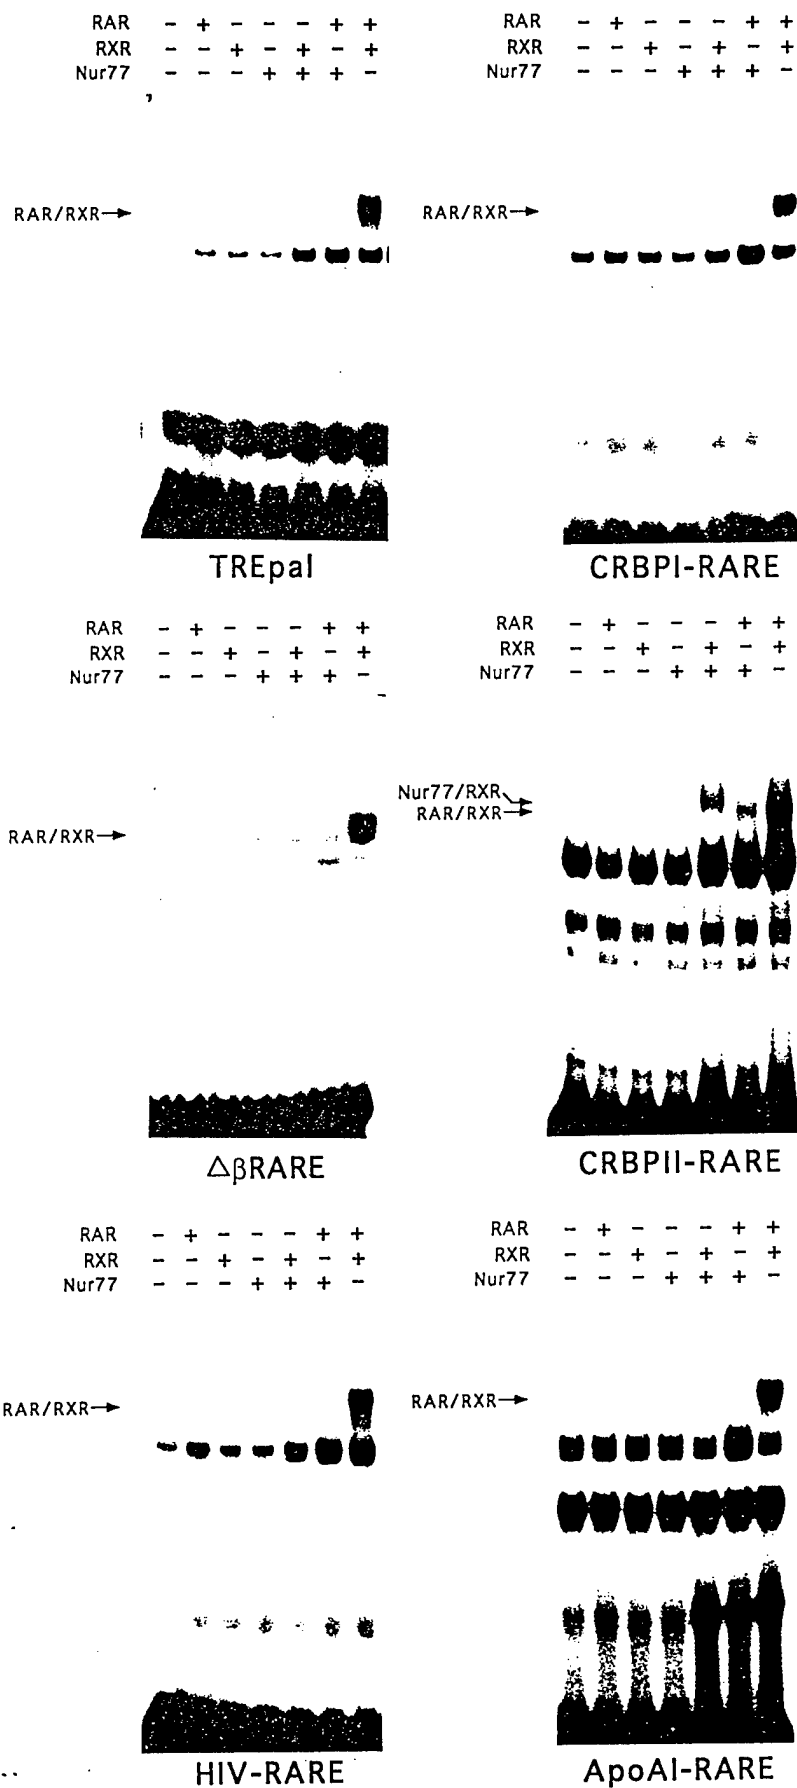 RAR - + - - - + +
RXR - - + - + - +
Nur77 - - - + + + -
RAR/RXR→
TREpal
RAR - + - - - + +
RXR - - + - + - +
Nur77 - - - + + + -
RAR/RXR→
CRBPI-RARE
RAR - + - - - + +
RXR - - + - + - +
Nur77 - - - + + + -
RAR/RXR→
△βRARE
RAR - + - - - + +
RXR - - + - + - +
Nur77 - - - + + + -
Nur77/RXR→
RAR/RXR→
CRBPII-RARE
RAR - + - - - + +
RXR - - + - + - +
Nur77 - - - + + + -
RAR/RXR→
HIV-RARE
RAR - + - - - + +
RXR - - + - + - +
Nur77 - - - + + + -
RAR/RXR→
ApoAI-RARE